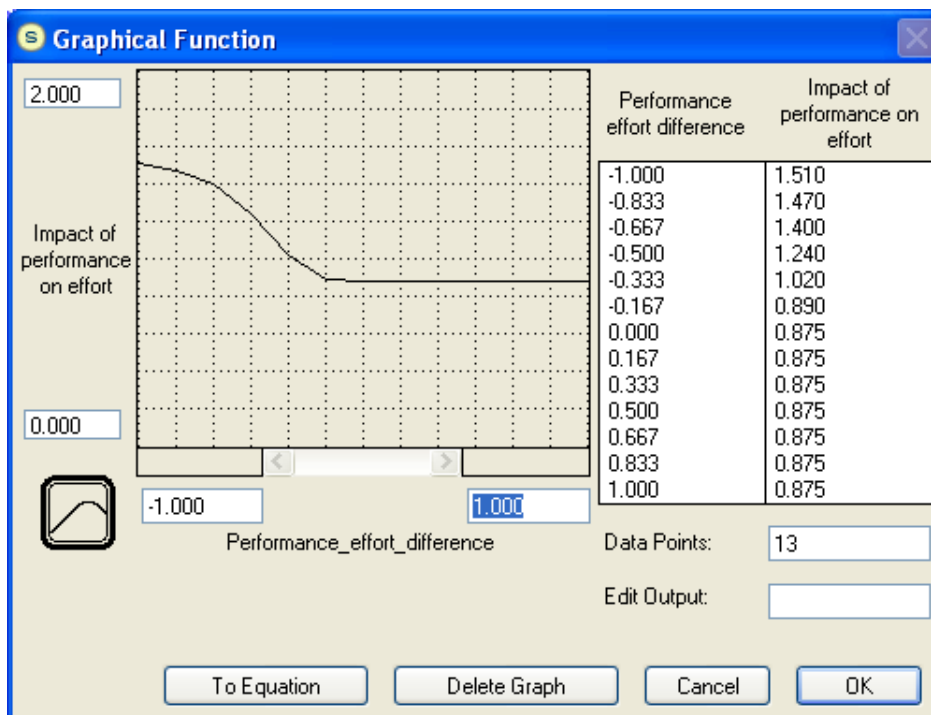 S Graphical Function
2.000
Impact of
performance
on effort
0.000
-1.000
1.000
Performance_effort_difference
Performance
effort difference
Impact of
performance on
effort
-1.000 1.510
-0.833 1.470
-0.667 1.400
-0.500 1.240
-0.333 1.020
-0.167 0.890
0.000 0.875
0.167 0.875
0.333 0.875
0.500 0.875
0.667 0.875
0.833 0.875
1.000 0.875
Data Points: 13
Edit Output:
To Equation
Delete Graph
Cancel
OK